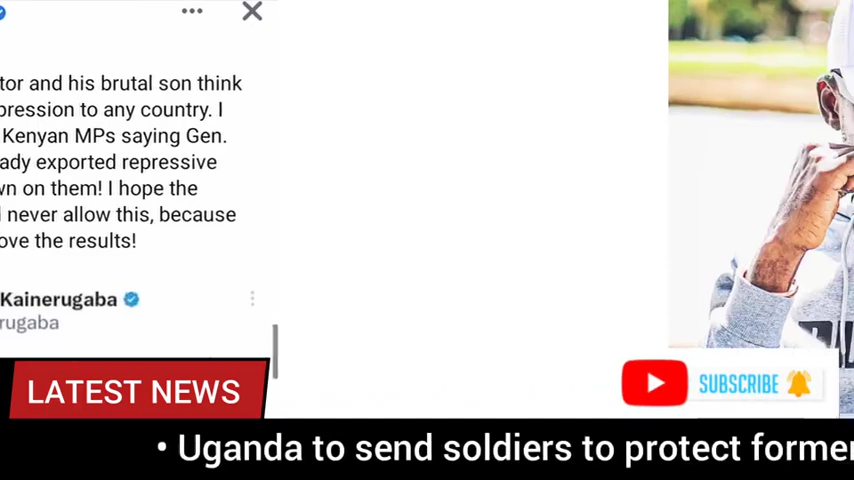 tor and his brutal son think
pression to any country. I
Kenyan MPs saying Gen.
ady exported repressive
wn on them! I hope the
l never allow this, because
ove the results!
Kainerugaba
rugaba
LATEST NEWS
SUBSCRIBE
• Uganda to send soldiers to protect former